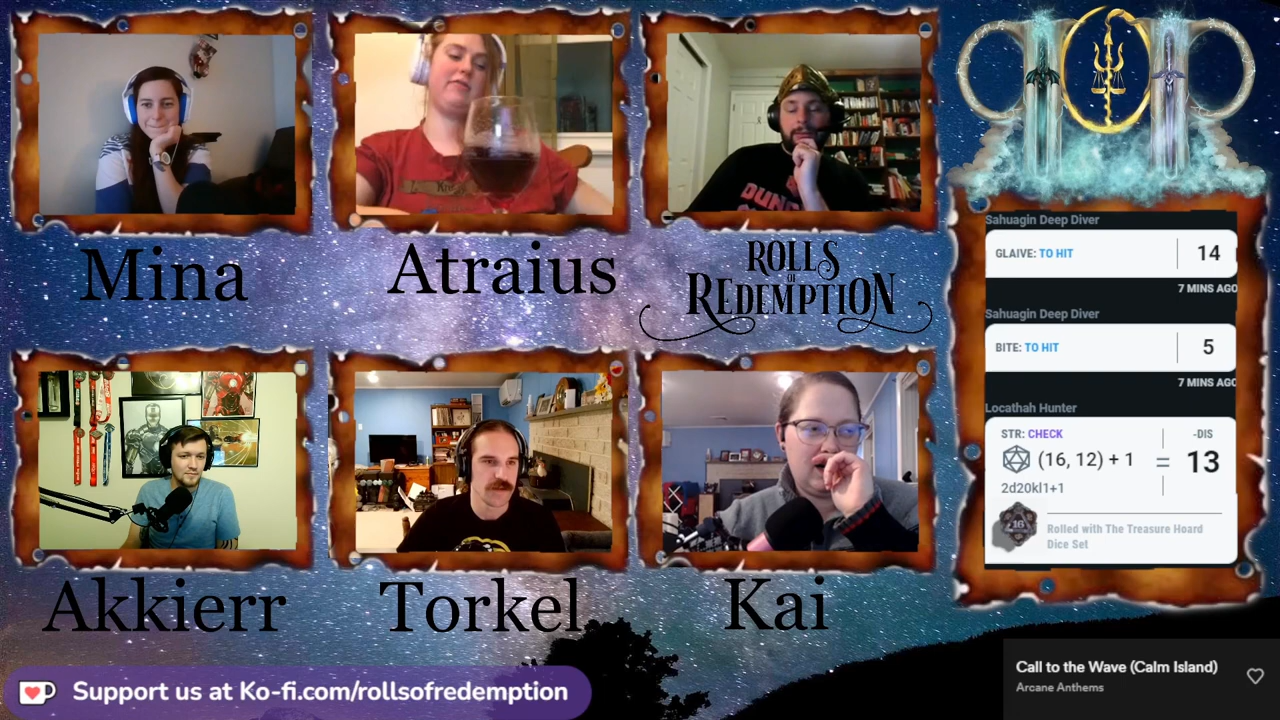 Mina
Atraius
ROLLS
OF
REDEMPTION
Akkierr
Torkel
Kai
Support us at Ko-fi.com/rollsofredemption
Sahuagin Deep Diver
GLAIVE: TO HIT
14
7 MINS AGO
Sahuagin Deep Diver
BITE: TO HIT
5
7 MINS AGO
Locathah Hunter
STR: CHECK
-DIS
(16, 12) + 1 = 13
2d20kl1+1
16
Rolled with The Treasure Hoard
Dice Set
Call to the Wave (Calm Island)
Arcane Anthems